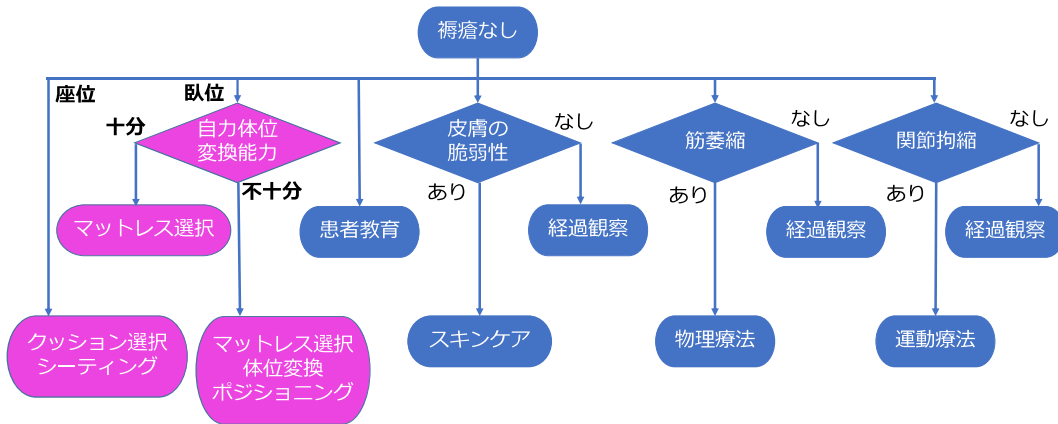 褥瘡なし
座位
臥位
十分
自力体位
変換能力
不十分
皮膚の
脆弱性
なし
あり
筋萎縮
なし
あり
関節拘縮
なし
あり
マットレス選択
患者教育
経過観察
経過観察
経過観察
クッション選択
シーティング
マットレス選択
体位変換
ポジショニング
スキンケア
物理療法
運動療法